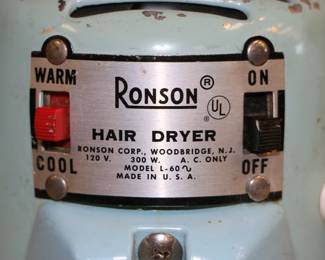 WARM RONSON ® ON
UL
HAIR DRYER
RONSON CORP., WOODBRIDGE, N.J.
120 V. 300 W. A.C. ONLY
COOL MODEL L-60 OFF
MADE IN U.S.A.